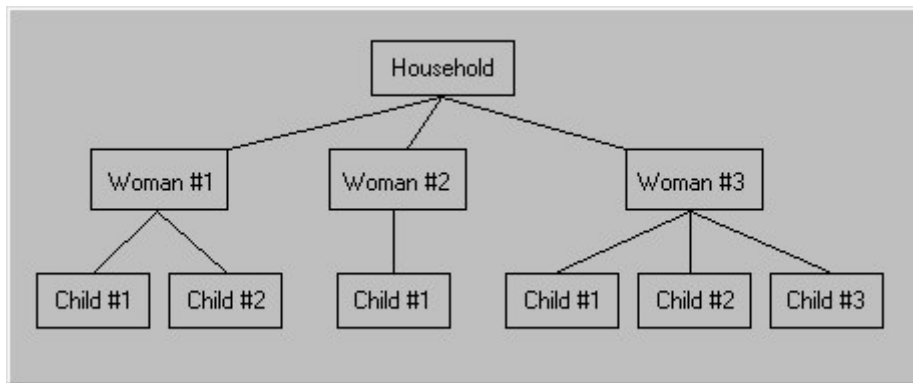 Household
Woman #1
Woman #2
Woman #3
Child #1
Child #2
Child #1
Child #1
Child #2
Child #3